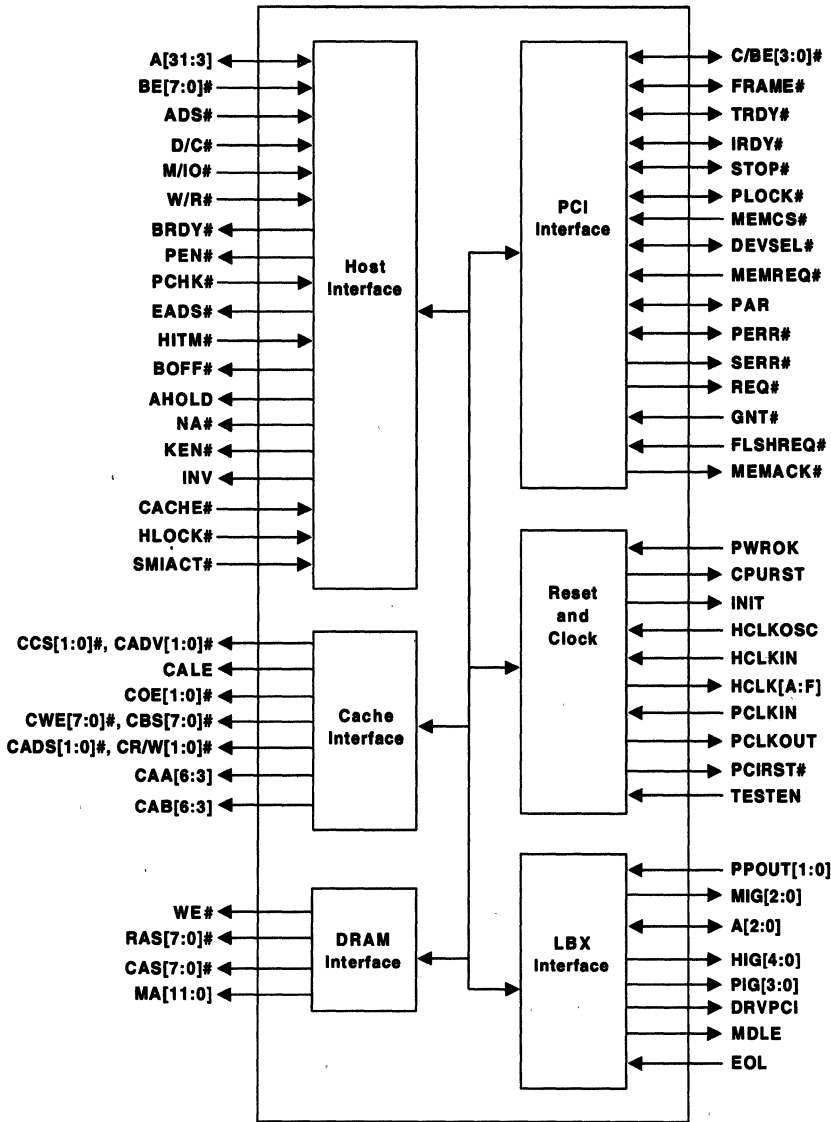 A[31:3]
BE[7:0]#
ADS#
D/C#
M/IO#
W/R#
BRDY#
PEN#
PCHK#
EADS#
HITM#
BOFF#
AHOLD
NA#
KEN#
INV
CACHE#
HLOCK#
SMIACT#
Host
Interface
CCS[1:0]#, CADV[1:0]#
CALE
COE[1:0]#
CWE[7:0]#, CBS[7:0]#
CADS[1:0]#, CR/W[1:0]#
CAA[6:3]
CAB[6:3]
Cache
Interface
WE#
RAS[7:0]#
CAS[7:0]#
MA[11:0]
DRAM
Interface
PCI
Interface
C/BE[3:0]#
FRAME#
TRDY#
IRDY#
STOP#
PLOCK#
MEMCS#
DEVSEL#
MEMREQ#
PAR
PERR#
SERR#
REQ#
GNT#
FLSHREQ#
MEMACK#
Reset
and
Clock
PWROK
CPURST
INIT
HCLKOSC
HCLKIN
HCLK[A:F]
PCLKIN
PCLKOUT
PCIRST#
TESTEN
LBX
Interface
PPOUT[1:0]
MIG[2:0]
A[2:0]
HIG[4:0]
PIG[3:0]
DRVPCI
MDLE
EOL